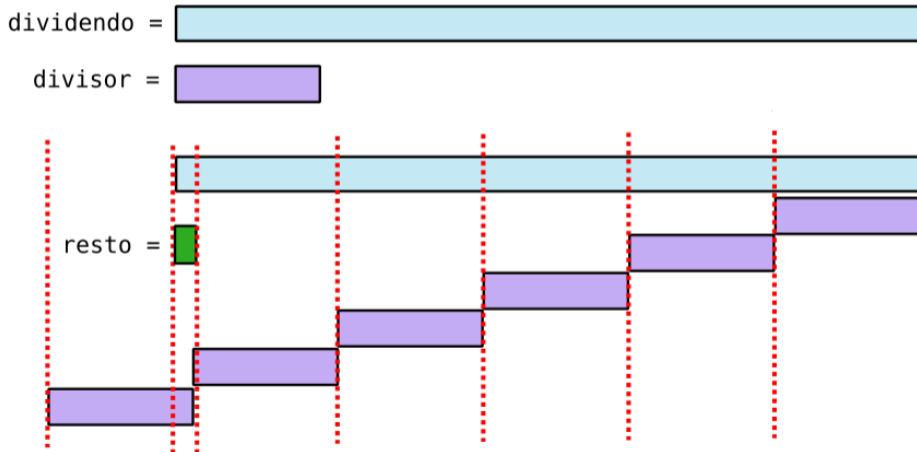 dividendo =
divisor =
resto =